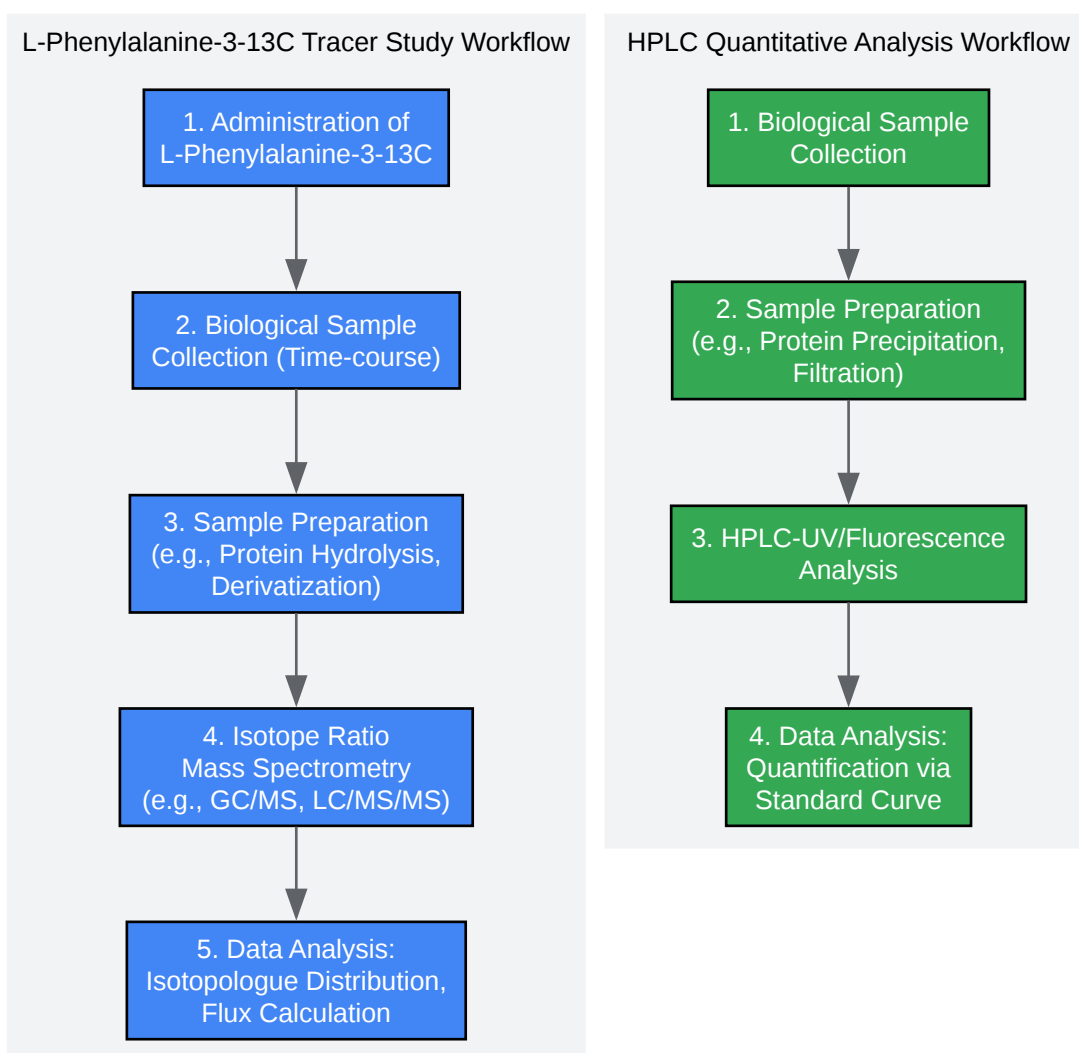 L-Phenylalanine-3-13C Tracer Study Workflow
1. Administration of
L-Phenylalanine-3-13C
2. Biological Sample
Collection (Time-course)
3. Sample Preparation
(e.g., Protein Hydrolysis,
Derivatization)
4. Isotope Ratio
Mass Spectrometry
(e.g., GC/MS, LC/MS/MS)
5. Data Analysis:
Isotopologue Distribution,
Flux Calculation
HPLC Quantitative Analysis Workflow
1. Biological Sample
Collection
2. Sample Preparation
(e.g., Protein Precipitation,
Filtration)
3. HPLC-UV/Fluorescence
Analysis
4. Data Analysis:
Quantification via
Standard Curve